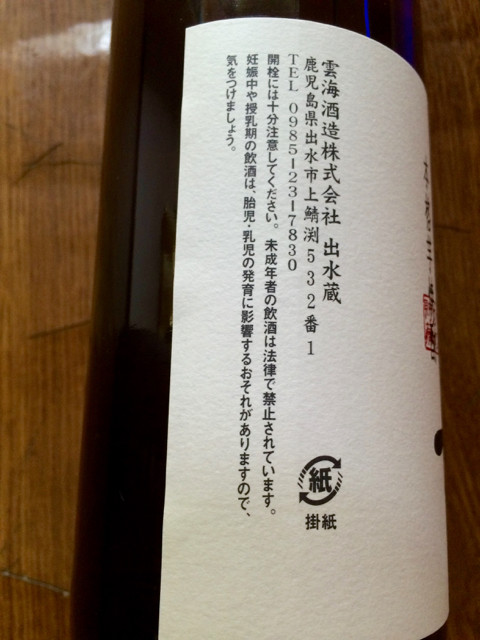 雲海酒造株式会社 出水蔵
鹿児島県出水市上鯖渕532番1
TEL 0985-23-7830
開栓には十分注意してください。未成年者の飲酒は法律で禁止されています。
妊娠中や授乳期の飲酒は、胎児・乳児の発育に影響するおそれがありますので、
気をつけましょう。
紙
掛紙